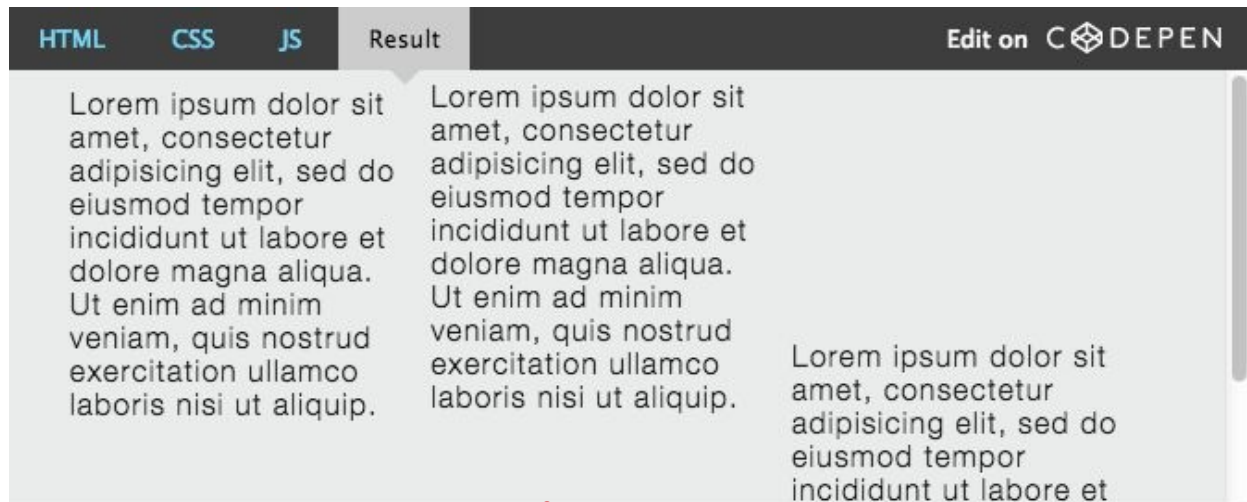 HTML CSS JS Result Edit on CODEPEN
Lorem ipsum dolor sit
amet, consectetur
adipisicing elit, sed do
eiusmod tempor
incididunt ut labore et
dolore magna aliqua.
Ut enim ad minim
veniam, quis nostrud
exercitation ullamco
laboris nisi ut aliquip.
Lorem ipsum dolor sit
amet, consectetur
adipisicing elit, sed do
eiusmod tempor
incididunt ut labore et
dolore magna aliqua.
Ut enim ad minim
veniam, quis nostrud
exercitation ullamco
laboris nisi ut aliquip.
Lorem ipsum dolor sit
amet, consectetur
adipisicing elit, sed do
eiusmod tempor
incididunt ut labore et